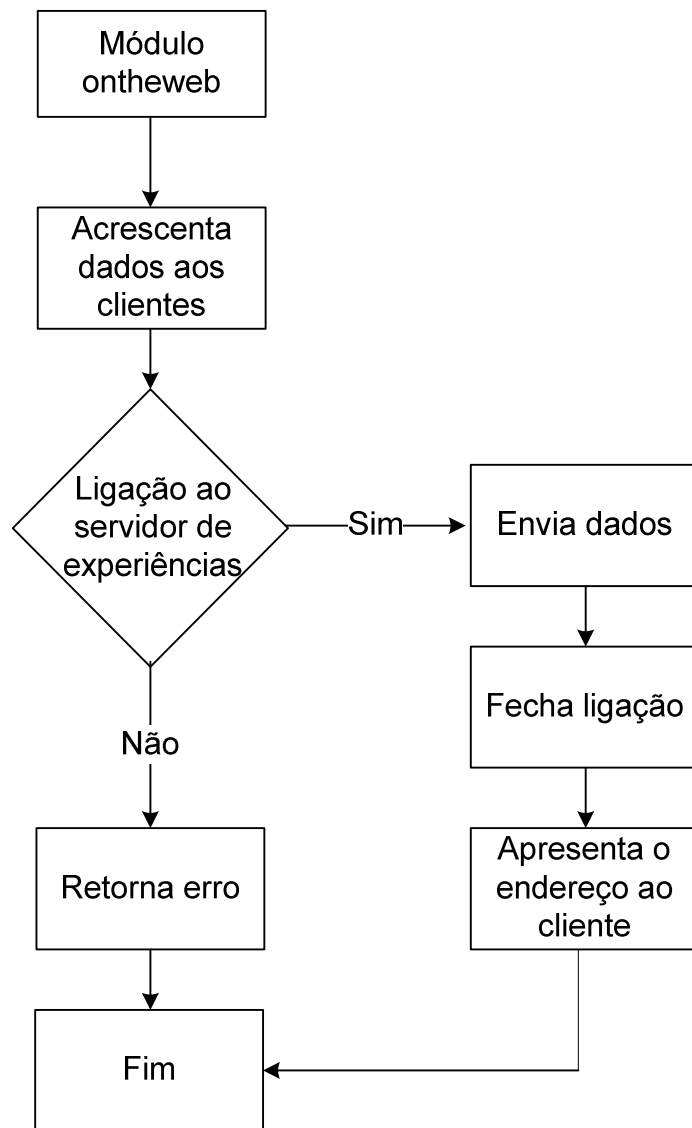 Módulo
ontheweb
Acrescenta
dados aos
clientes
Ligação ao
servidor de
experiências
Sim
Envia dados
Fecha ligação
Não
Apresenta o
endereço ao
cliente
Retorna erro
Fim